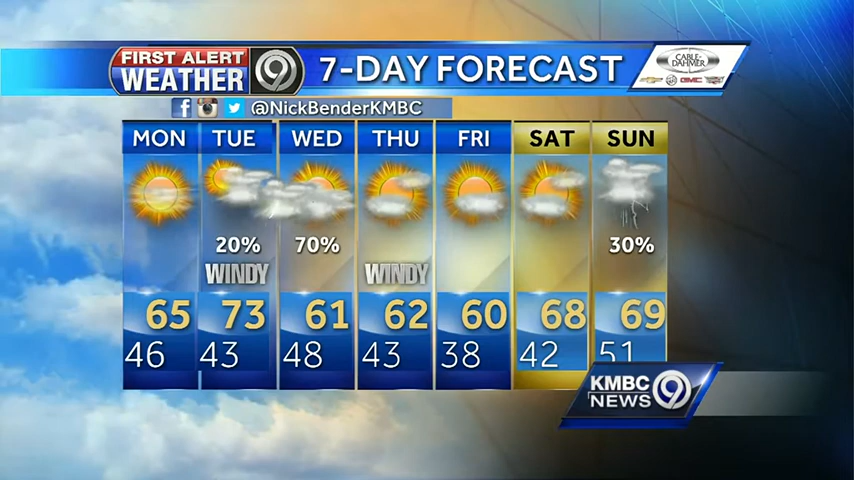 FIRST ALERT
WEATHER 9
7-DAY FORECAST
CABLE-
DAHMER
GMC
@NickBenderKMBC
MON TUE WED THU FRI SAT SUN
20% 70% 30%
WINDY WINDY
65 73 61 62 60 68 69
46 43 48 43 38 42 51
KMBC
NEWS 9